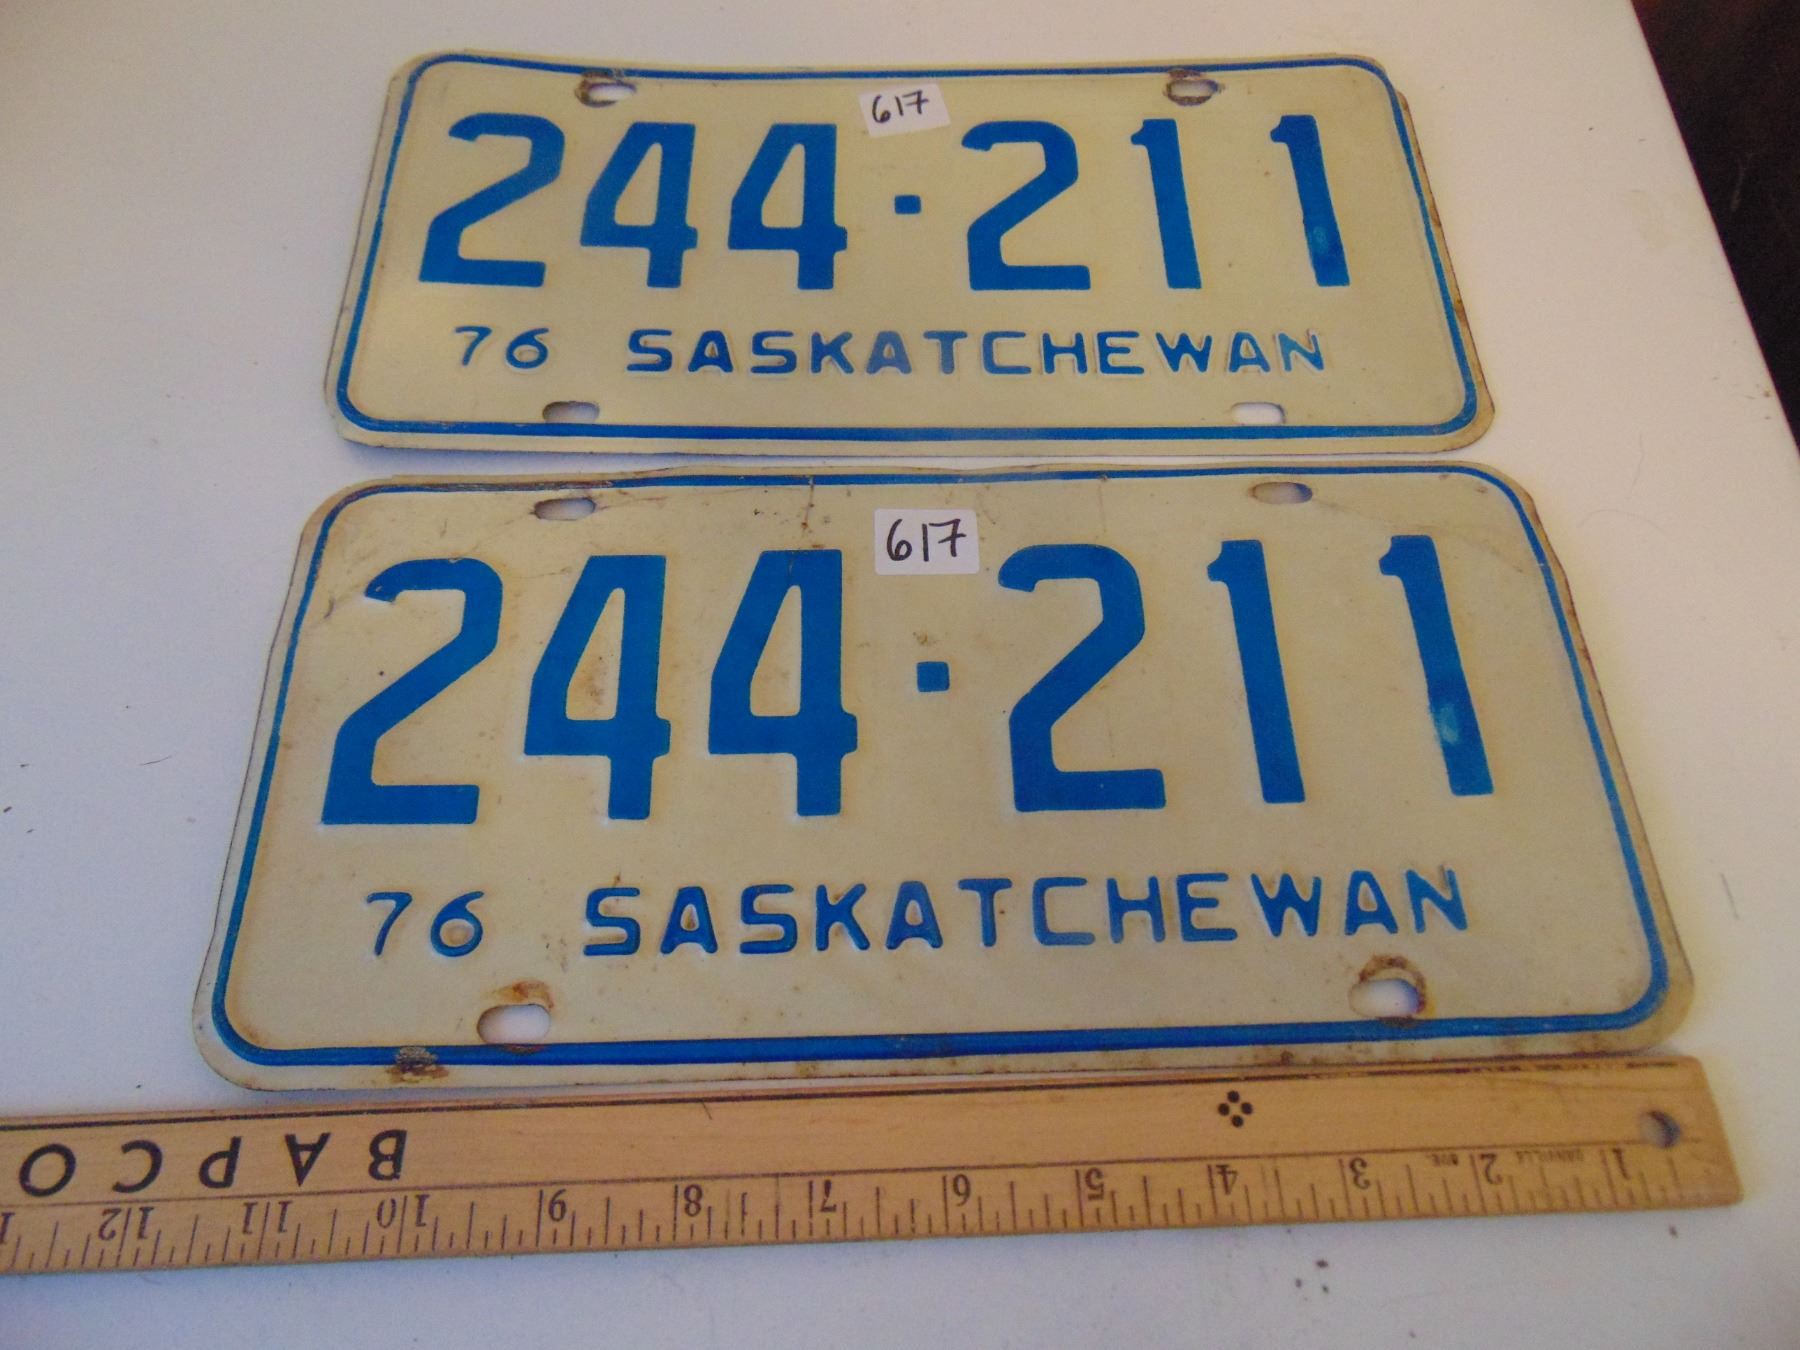 617
244·211
76 SASKATCHEWAN
617
244·211
76 SASKATCHEWAN
BAPCO
1 2 3 4 5 6 7 8 9 10 11 12
DANVILLE